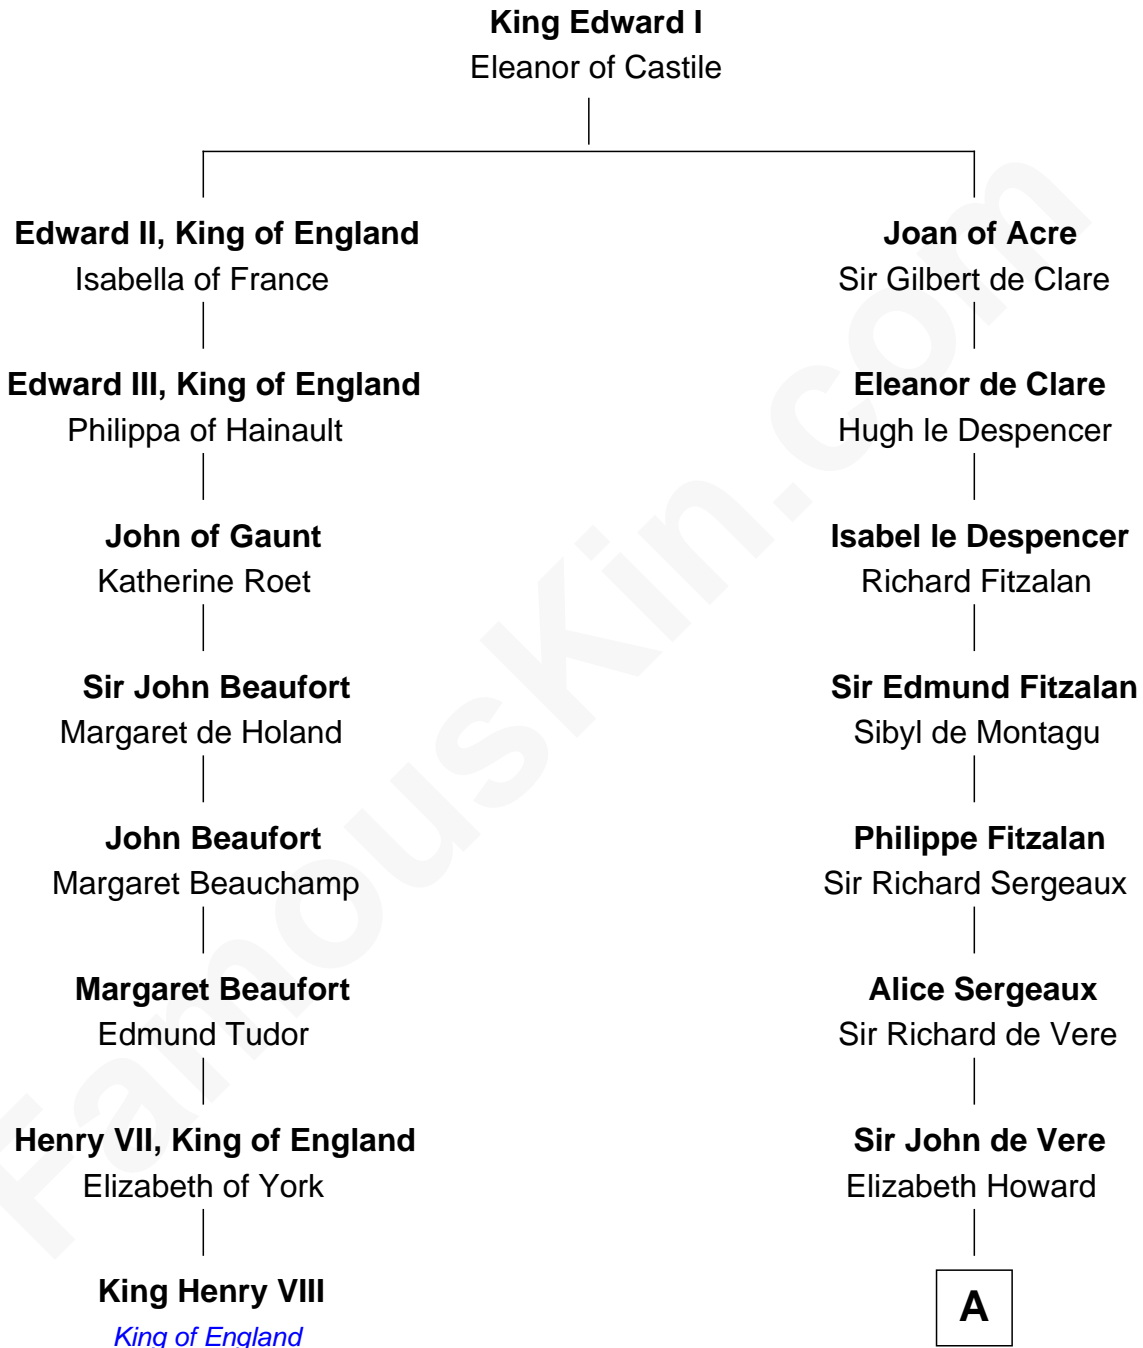 King Edward I
Eleanor of Castile
Edward II, King of England
Isabella of France
Joan of Acre
Sir Gilbert de Clare
Edward III, King of England
Philippa of Hainault
Eleanor de Clare
Hugh le Despencer
John of Gaunt
Katherine Roet
Isabel le Despencer
Richard Fitzalan
Sir John Beaufort
Margaret de Holand
Sir Edmund Fitzalan
Sibyl de Montagu
John Beaufort
Margaret Beauchamp
Philippe Fitzalan
Sir Richard Sergeaux
Margaret Beaufort
Edmund Tudor
Alice Sergeaux
Sir Richard de Vere
Henry VII, King of England
Elizabeth of York
Sir John de Vere
Elizabeth Howard
King Henry VIII
King of England
A
FamousKin.com